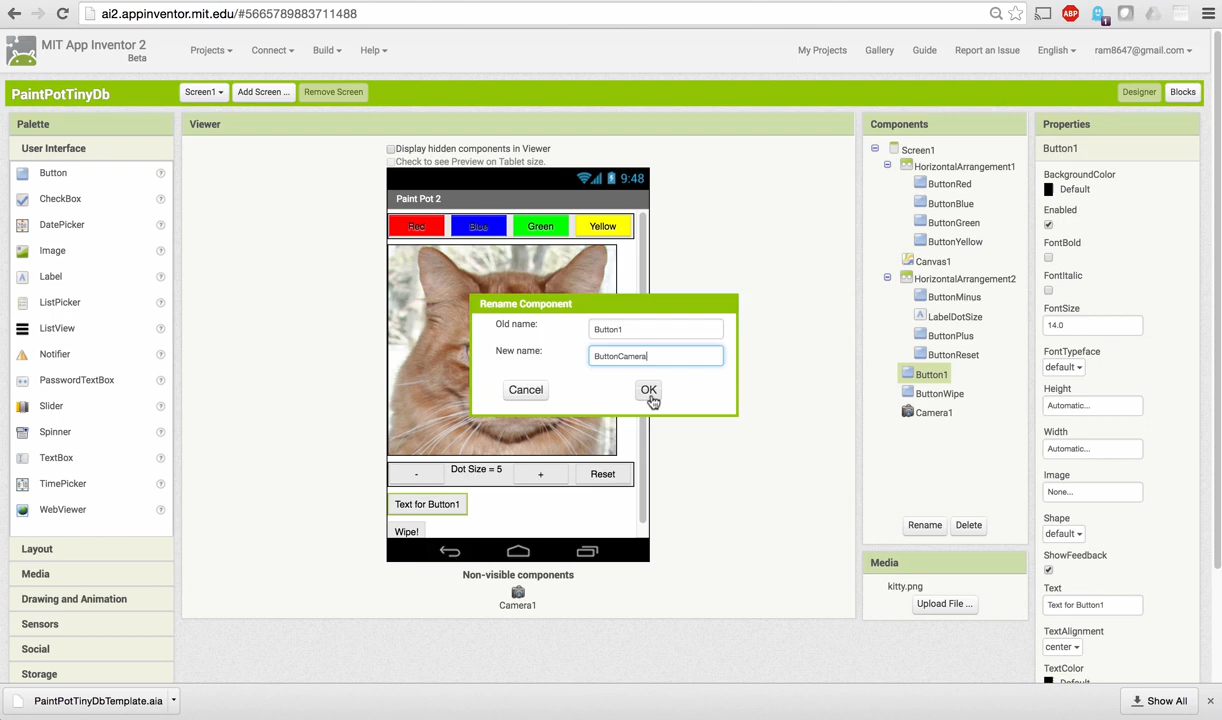 ai2.appinventor.mit.edu/#5665789883711488
ABP
1
MIT App Inventor 2
Beta
Projects
Connect
Build
Help
My Projects
Gallery
Guide
Report an Issue
English
ram8647@gmail.com
PaintPotTinyDb
Screen1
Add Screen ...
Remove Screen
Designer
Blocks
Palette
User Interface
Button
CheckBox
DatePicker
Image
Label
ListPicker
ListView
Notifier
PasswordTextBox
Slider
Spinner
TextBox
TimePicker
WebViewer
Layout
Media
Drawing and Animation
Sensors
Social
Storage
Viewer
Display hidden components in Viewer
Check to see Preview on Tablet size.
9:48
Paint Pot 2
Red
Blue
Green
Yellow
Rename Component
Old name:
Button1
New name:
ButtonCamera
Cancel
OK
-
Dot Size = 5
+
Reset
Text for Button1
Wipe!
Non-visible components
Camera1
Components
Screen1
HorizontalArrangement1
ButtonRed
ButtonBlue
ButtonGreen
ButtonYellow
Canvas1
HorizontalArrangement2
ButtonMinus
LabelDotSize
ButtonPlus
ButtonReset
Button1
ButtonWipe
Camera1
Rename
Delete
Media
kitty.png
Upload File ...
Properties
Button1
BackgroundColor
Default
Enabled
FontBold
FontItalic
FontSize
14.0
FontTypeface
default
Height
Automatic...
Width
Automatic...
Image
None...
Shape
default
ShowFeedback
Text
Text for Button1
TextAlignment
center
TextColor
Default
PaintPotTinyDbTemplate.aia
Show All